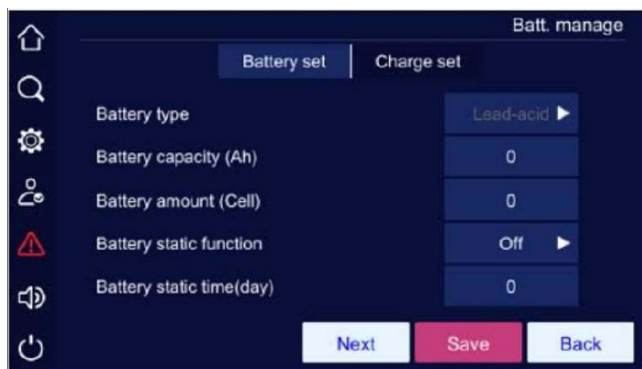 Batt. manage
Battery set Charge set
Battery type Lead-acid
Battery capacity (Ah) 0
Battery amount (Cell) 0
Battery static function Off
Battery static time(day) 0
Next Save Back